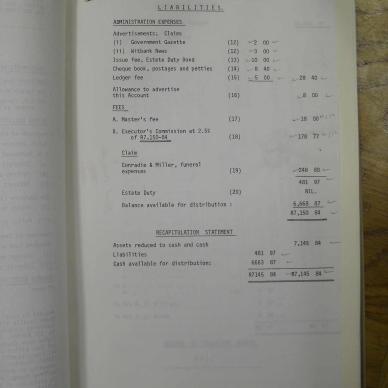 LIABILITIES.
ADMINISTRATION EXPENSES
Advertisements; Claim
(i) Government Gazette (12) 2 00
(ii) Witbank News (12) 3 00
Issue fee, Estate Duty Bond (13) 10 00
Cheque book, postages and petties (14) 8 40
Ledger fee (15) 5 00 28 40
Allowance to advertise
this Account (16) 8 00
FEES
A. Master's fee (17) 18 00
B. Executor's Commission at 2.5%
of R7,150-84 (18) 178 77
Claim
Conradie & Miller, funeral
expenses (19) 248 80
481 97
Estate Duty (20) NIL.
Balance available for distribution : 6,668 87
R7,150 84
RECAPITULATION STATEMENT
Assets reduced to cash and cash 7,145 84
Liabilities 481 97
Cash available for distribution: 6663 87
R7145 84 R7,145 84